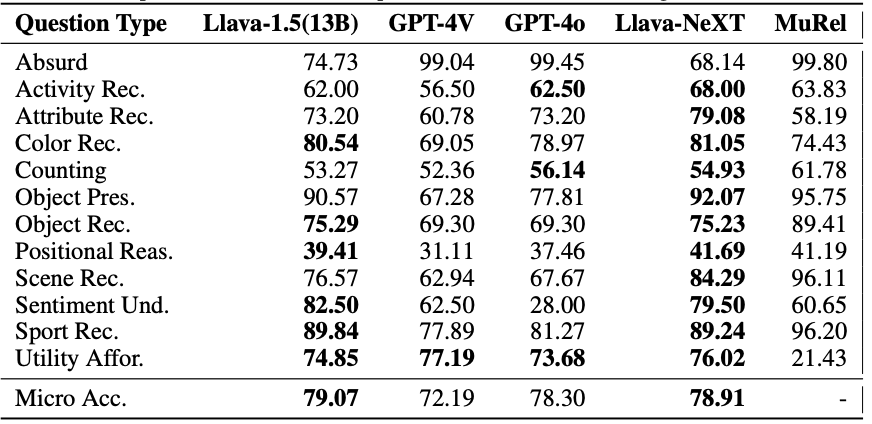 Question Type Llava-1.5(13B) GPT-4V GPT-4o Llava-NeXT MuRel
Absurd 74.73 99.04 99.45 68.14 99.80
Activity Rec. 62.00 56.50 62.50 68.00 63.83
Attribute Rec. 73.20 60.78 73.20 79.08 58.19
Color Rec. 80.54 69.05 78.97 81.05 74.43
Counting 53.27 52.36 56.14 54.93 61.78
Object Pres. 90.57 67.28 77.81 92.07 95.75
Object Rec. 75.29 69.30 69.30 75.23 89.41
Positional Reas. 39.41 31.11 37.46 41.69 41.19
Scene Rec. 76.57 62.94 67.67 84.29 96.11
Sentiment Und. 82.50 62.50 28.00 79.50 60.65
Sport Rec. 89.84 77.89 81.27 89.24 96.20
Utility Affor. 74.85 77.19 73.68 76.02 21.43
Micro Acc. 79.07 72.19 78.30 78.91 -